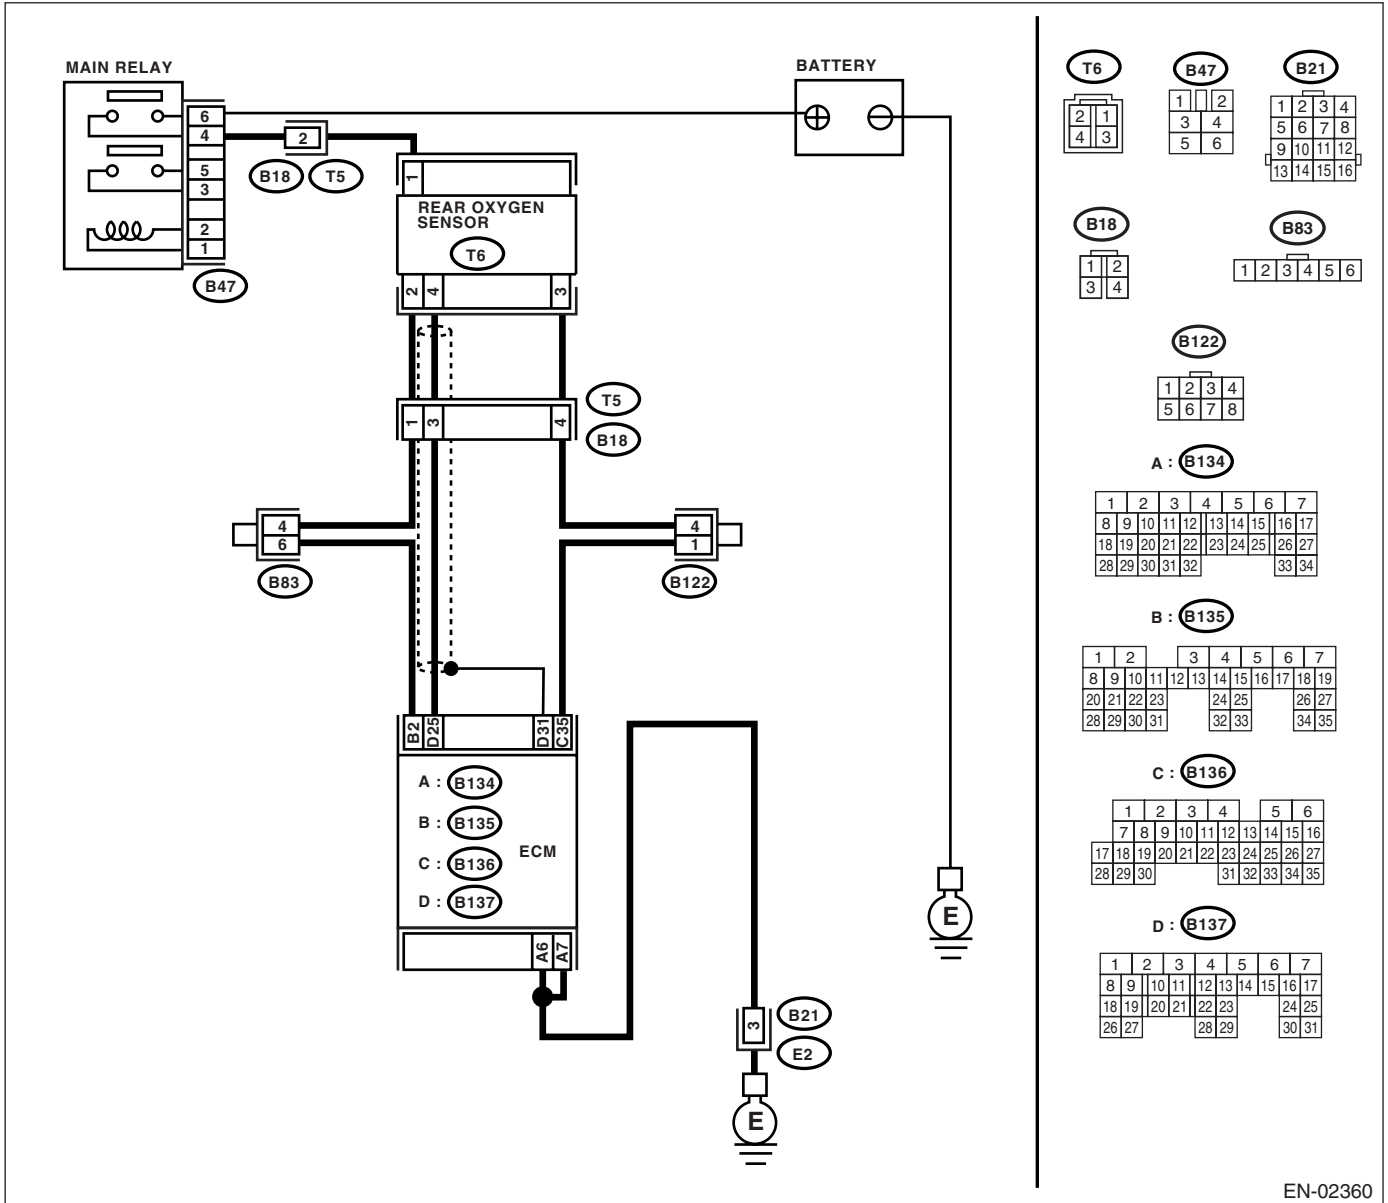 MAIN RELAY
6
4
5
3
2
1
B47
2
B18 T5
BATTERY
1
REAR OXYGEN
SENSOR
T6
2 4 3
T5
1 3 4
B18
4
6
B83
4
1
B122
B2 D25 D31 C35
A : B134
B : B135
C : B136
D : B137
ECM
A6 A7
3
B21
E2
E
E
T6
2 1
4 3
B47
1 2
3 4
5 6
B21
1 2 3 4
5 6 7 8
9 10 11 12
13 14 15 16
B18
1 2
3 4
B83
1 2 3 4 5 6
B122
1 2 3 4
5 6 7 8
A : B134
1 2 3 4 5 6 7
8 9 10 11 12 13 14 15 16 17
18 19 20 21 22 23 24 25 26 27
28 29 30 31 32 33 34
B : B135
1 2 3 4 5 6 7
8 9 10 11 12 13 14 15 16 17 18 19
20 21 22 23 24 25 26 27
28 29 30 31 32 33 34 35
C : B136
1 2 3 4 5 6
7 8 9 10 11 12 13 14 15 16
17 18 19 20 21 22 23 24 25 26 27
28 29 30 31 32 33 34 35
D : B137
1 2 3 4 5 6 7
8 9 10 11 12 13 14 15 16 17
18 19 20 21 22 23 24 25
26 27 28 29 30 31
EN-02360